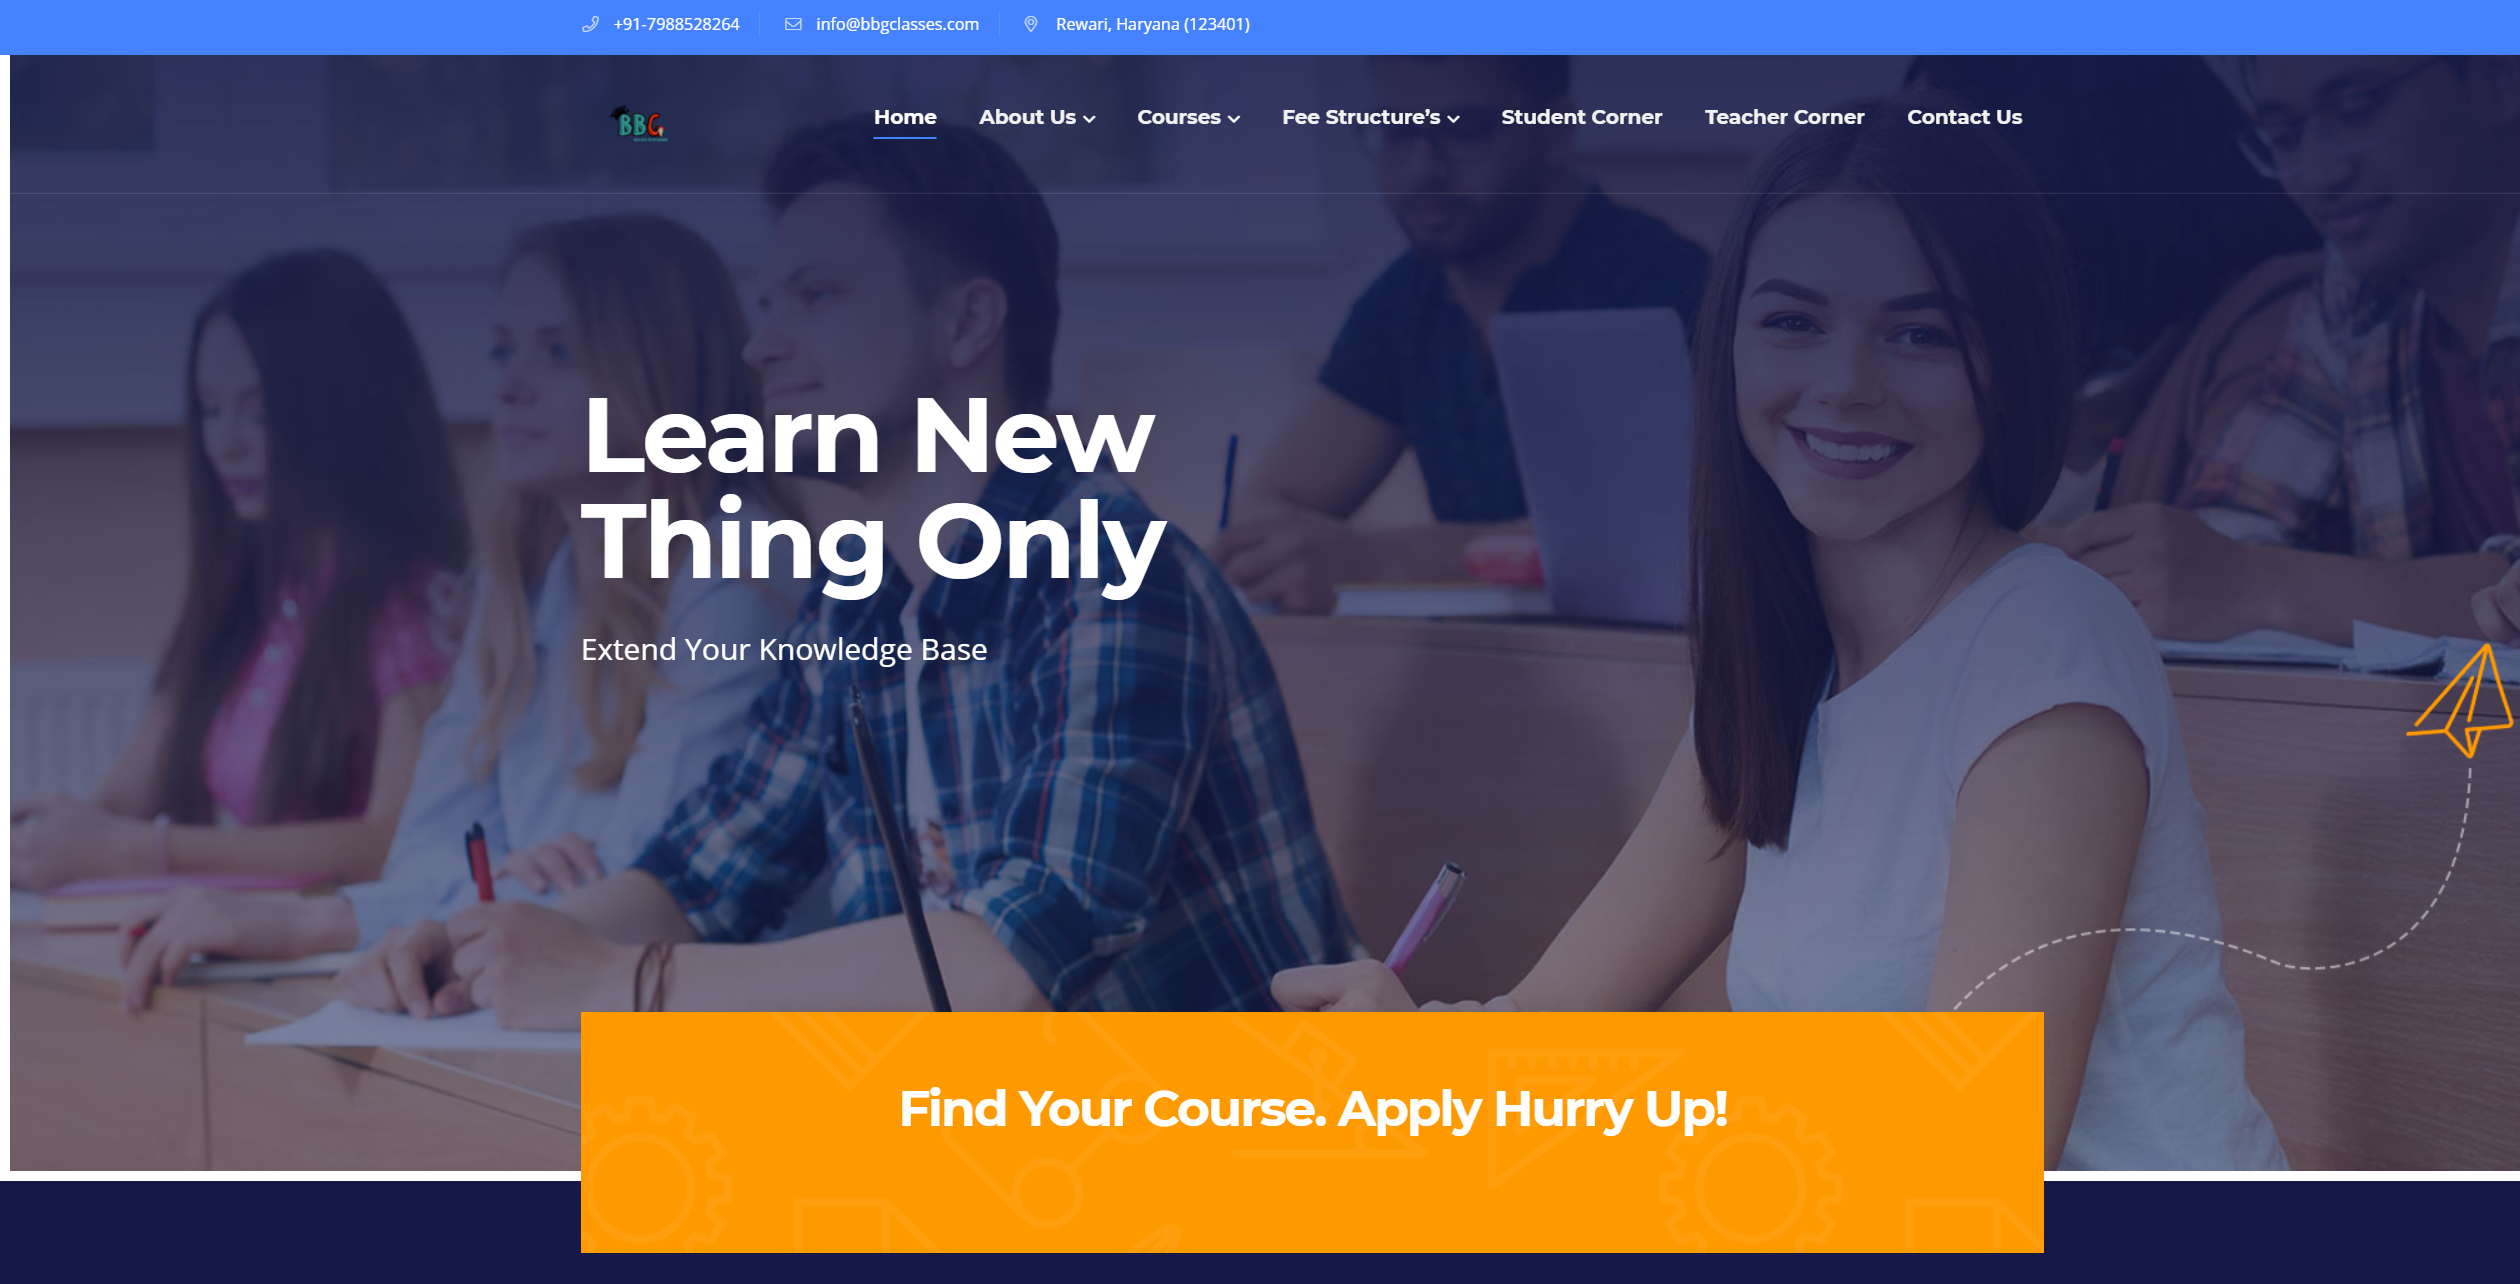 +91-7988528264 info@bbgclasses.com Rewari, Haryana (123401)
BBG Home About Us Courses Fee Structure’s Student Corner Teacher Corner Contact Us
Learn New
Thing Only
Extend Your Knowledge Base
Find Your Course. Apply Hurry Up!